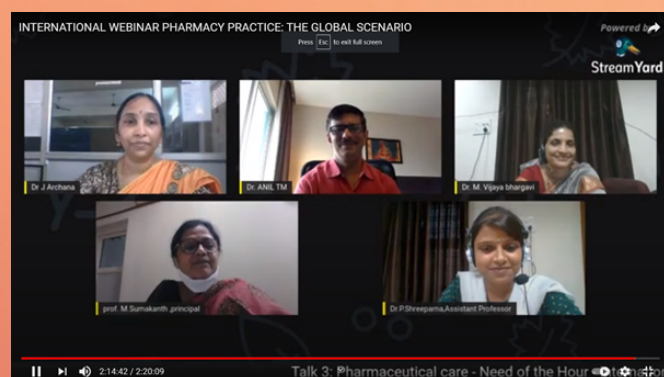 INTERNATIONAL WEBINAR PHARMACY PRACTICE: THE GLOBAL SCENARIO
Press Esc to exit full screen
Powered by
StreamYard
Dr J Archana
Dr. ANIL TM
Dr. M. Vijaya bhargavi
prof. M.Sumakanth ,principal
Dr P.Shreeparna,Assistant Professor
2:14:42 / 2:20:09
Talk 3: Pharmaceutical care - Need of the Hour